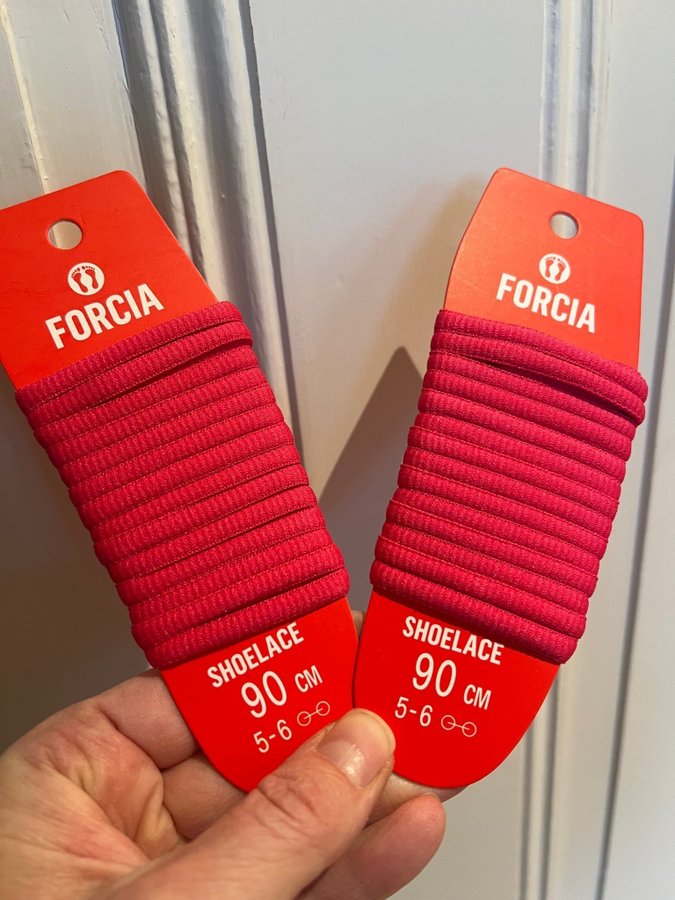 FORCIA
SHOELACE
90 CM
5-6
FORCIA
SHOELACE
90 CM
5-6